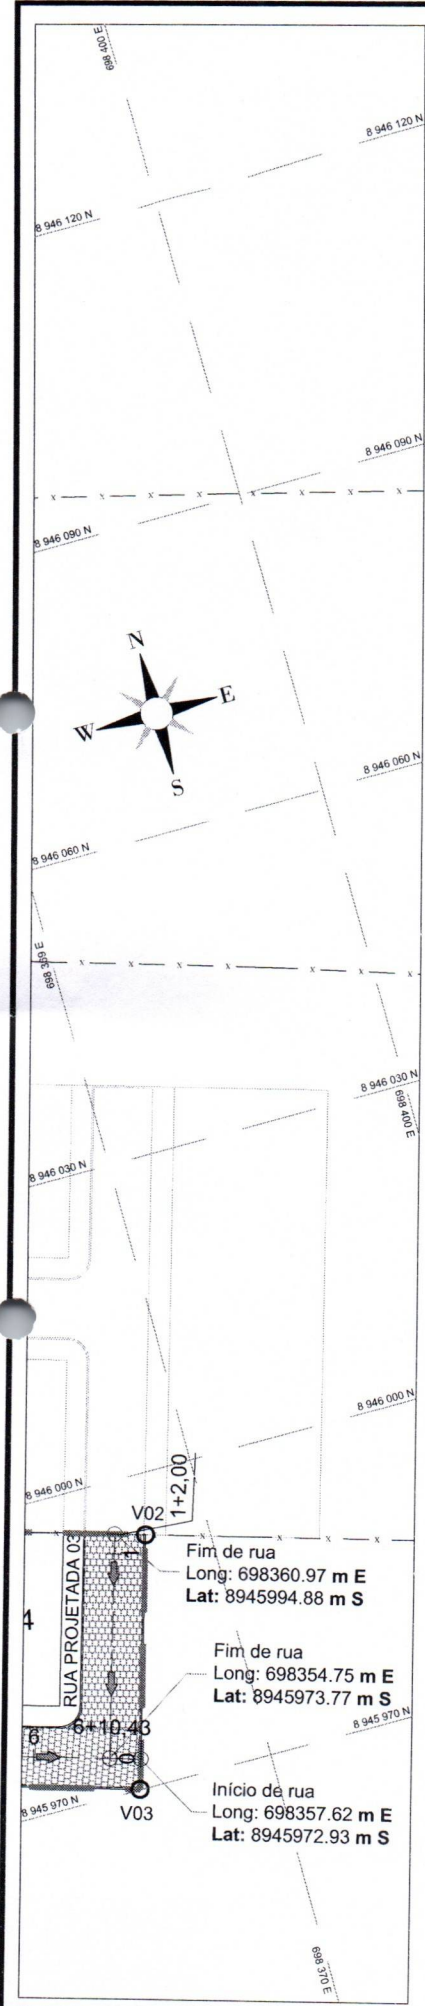 698 400 E
8 946 120 N
8 946 120 N
8 946 090 N
8 946 090 N
N
E
W
S
8 946 060 N
8 946 060 N
698 369 E
8 946 030 N
698 400 E
8 946 030 N
8 946 000 N
8 946 000 N
1+2,00
V02
1
RUA PROJETADA 03
Fim de rua
Long: 698360.97 m E
Lat: 8945994.88 m S
4
Fim de rua
Long: 698354.75 m E
Lat: 8945973.77 m S
6+10,43
6
0
8 945 970 N
Início de rua
Long: 698357.62 m E
Lat: 8945972.93 m S
V03
8 945 970 N
698 370 E